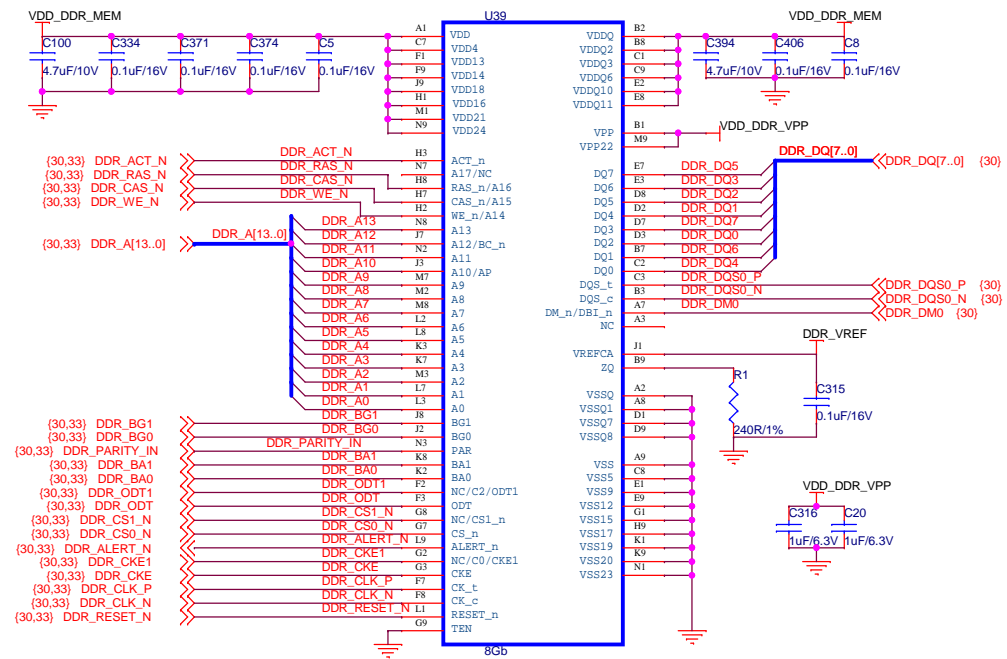 VDD_DDR_MEM
C100 C334 C371 C374 C5
4.7uF/10V 0.1uF/16V 0.1uF/16V 0.1uF/16V 0.1uF/16V
U39
A1 VDD
C7 VDD4
F1 VDD13
F9 VDD14
J9 VDD18
H1 VDD16
M1 VDD21
N9 VDD24
{30,33} DDR_ACT_N DDR_ACT_N H3 ACT_n
{30,33} DDR_RAS_N DDR_RAS_N N7 A17/NC
{30,33} DDR_CAS_N DDR_CAS_N H8 RAS_n/A16
{30,33} DDR_WE_N DDR_WE_N H7 CAS_n/A15
H2 WE_n/A14
{30,33} DDR_A[13..0] DDR_A[13..0]
DDR_A13 N8 A13
DDR_A12 J7 A12/BC_n
DDR_A11 N2 A11
DDR_A10 J3 A10/AP
DDR_A9 M7 A9
DDR_A8 M2 A8
DDR_A7 M8 A7
DDR_A6 L2 A6
DDR_A5 L8 A5
DDR_A4 K3 A4
DDR_A3 K7 A3
DDR_A2 M3 A2
DDR_A1 L7 A1
DDR_A0 L3 A0
{30,33} DDR_BG1 DDR_BG1 J8 BG1
{30,33} DDR_BG0 DDR_BG0 J2 BG0
{30,33} DDR_PARITY_IN DDR_PARITY_IN N3 PAR
{30,33} DDR_BA1 DDR_BA1 K8 BA1
{30,33} DDR_BA0 DDR_BA0 K2 BA0
{30,33} DDR_ODT1 DDR_ODT1 F2 NC/C2/ODT1
{30,33} DDR_ODT DDR_ODT F3 ODT
{30,33} DDR_CS1_N DDR_CS1_N G8 NC/CS1_n
{30,33} DDR_CS0_N DDR_CS0_N G7 CS_n
{30,33} DDR_ALERT_N DDR_ALERT_N L9 ALERT_n
{30,33} DDR_CKE1 DDR_CKE1 G2 NC/C0/CKE1
{30,33} DDR_CKE DDR_CKE G3 CKE
{30,33} DDR_CLK_P DDR_CLK_P F7 CK_t
{30,33} DDR_CLK_N DDR_CLK_N F8 CK_c
{30,33} DDR_RESET_N DDR_RESET_N L1 RESET_n
G9 TEN
8Gb
VDD_DDR_MEM
C394 C406 C8
4.7uF/10V 0.1uF/16V 0.1uF/16V
VDDQ B2
VDDQ2 B8
VDDQ3 C1
VDDQ6 C9
VDDQ10 E2
VDDQ11 E8
VPP B1 VDD_DDR_VPP
VPP22 M9
DDR_DQ[7..0] DDR_DQ[7..0] {30}
DQ7 E7 DDR_DQ5
DQ6 E3 DDR_DQ3
DQ5 D8 DDR_DQ2
DQ4 D2 DDR_DQ1
DQ3 D7 DDR_DQ7
DQ2 D3 DDR_DQ0
DQ1 B7 DDR_DQ6
DQ0 C2 DDR_DQ4
DQS_t C3 DDR_DQS0_P DDR_DQS0_P {30}
DQS_c B3 DDR_DQS0_N DDR_DQS0_N {30}
DM_n/DBI_n A7 DDR_DM0 DDR_DM0 {30}
NC A3
DDR_VREF
VREFCA J1
ZQ B9
R1
240R/1%
C315
0.1uF/16V
VSSQ A2
VSSQ1 A8
VSSQ7 D1
VSSQ8 D9
VSS A9
VSS5 C8
VSS9 E1
VSS12 E9
VSS15 G1
VSS17 H9
VSS19 K1
VSS20 K9
VSS23 N1
VDD_DDR_VPP
C316 C20
1uF/6.3V 1uF/6.3V